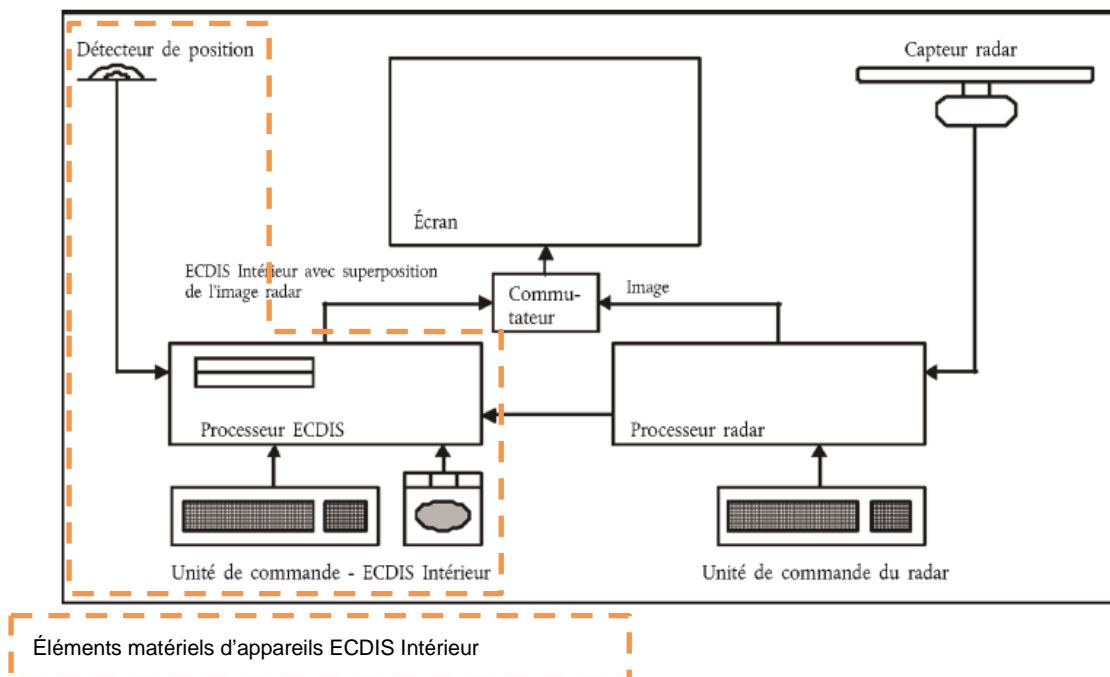 Détecteur de position
Capteur radar
Écran
ECDIS Intérieur avec superposition
de l'image radar
Commu-
tateur
Image
Processeur ECDIS
Processeur radar
Unité de commande - ECDIS Intérieur
Unité de commande du radar
Éléments matériels d'appareils ECDIS Intérieur